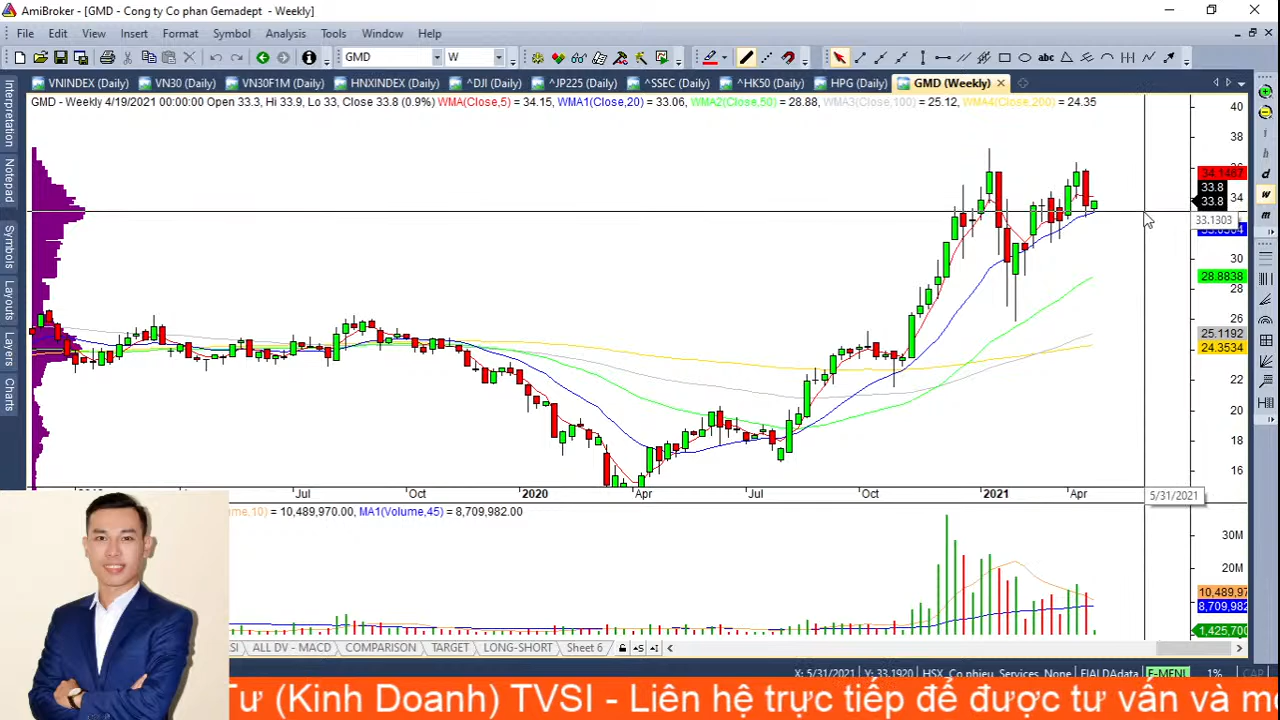 AmiBroker - [GMD - Cong ty Co phan Gemadept - Weekly)]
File Edit View Insert Format Symbol Analysis Tools Window Help
GMD W
VNINDEX (Daily) VN30 (Daily) VN30F1M (Daily) HNXINDEX (Daily) ^DJI (Daily) ^JP225 (Daily) ^SSEC (Daily) ^HK50 (Daily) HPG (Daily) GMD (Weekly)
GMD - Weekly 4/19/2021 00:00:00 Open 33.3, Hi 33.9, Lo 33, Close 33.8 (0.9%) WMA(Close,5) = 34.15, WMA1(Close,20) = 33.06, WMA2(Close,50) = 28.88, WMA3(Close,100) = 25.12, WMA4(Close,200) = 24.35
Interpretation
Notepad
Symbols
Layouts
Layers
Charts
40
38
34.1467
33.8
33.8
34
33.1303
30
28.8838
28
26
25.1192
24.3534
22
20
18
16
Jul Oct 2020 Apr Jul Oct 2021 Apr
5/31/2021
Volume,10) = 10,489,970.00, MA1(Volume,45) = 8,709,982.00
30M
20M
10,489,97
8,709,982
1,425,700
ALL DV - MACD COMPARISON TARGET LONG-SHORT Sheet 6
X: 5/31/2021 Y: 33.1920 HSX, Co phieu, Services, None FIALDAdata F-MENU 1% CAP
Tư (Kinh Doanh) TVSI - Liên hệ trực tiếp để được tư vấn và